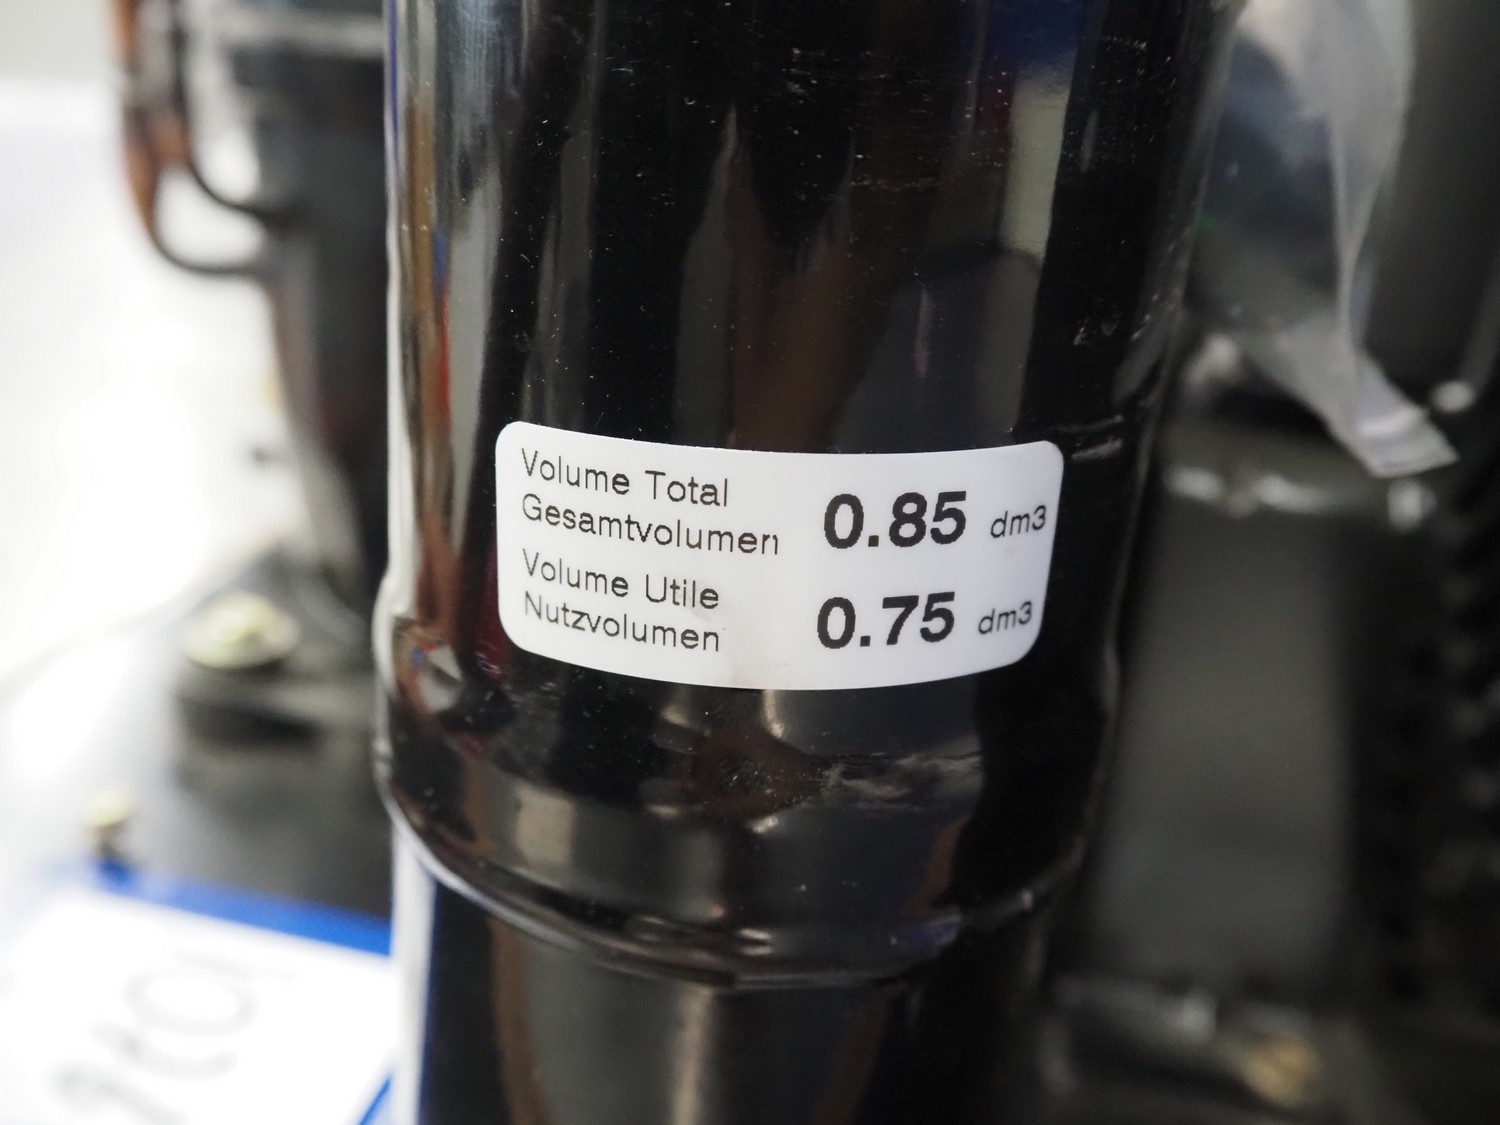 Volume Total
Gesamtvolumen 0.85 dm3
Volume Utile
Nutzvolumen 0.75 dm3